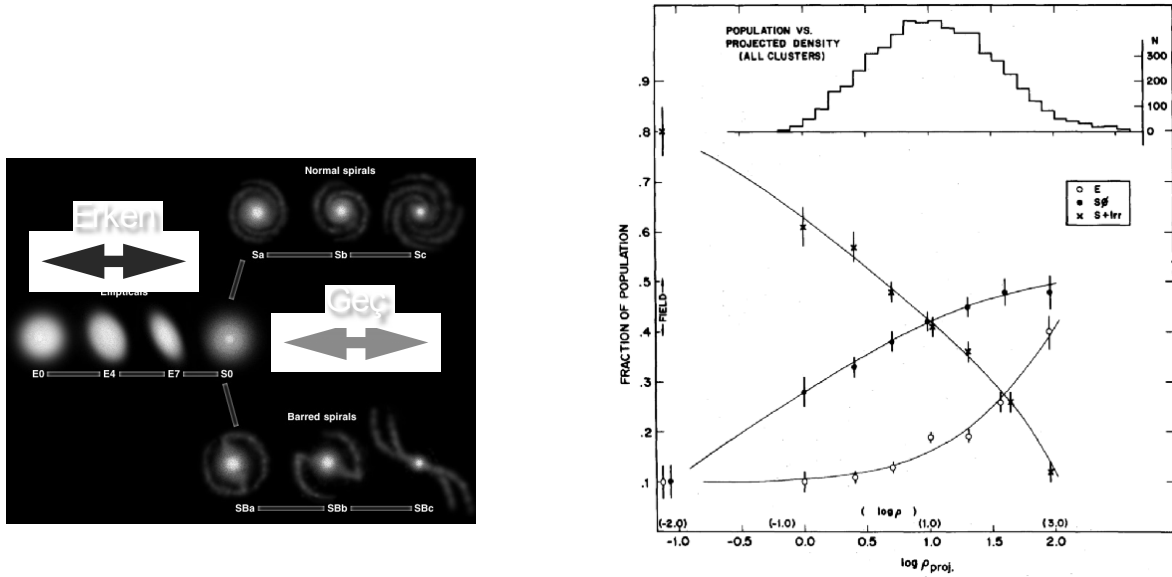 Normal spirals
Erken
Sa Sb Sc
Ellipticals
Geç
E0 E4 E7 S0
Barred spirals
SBa SBb SBc
POPULATION VS.
PROJECTED DENSITY
(ALL CLUSTERS)
N
300
200
100
0
E
SØ
S+Irr
FRACTION OF POPULATION
.9
.8
.7
.6
.5
.4
.3
.2
.1
FIELD
( log ρ )
(-2.0) (-1.0) (1.0) (3.0)
-1.0 -0.5 0.0 0.5 1.0 1.5 2.0
log ρproj.